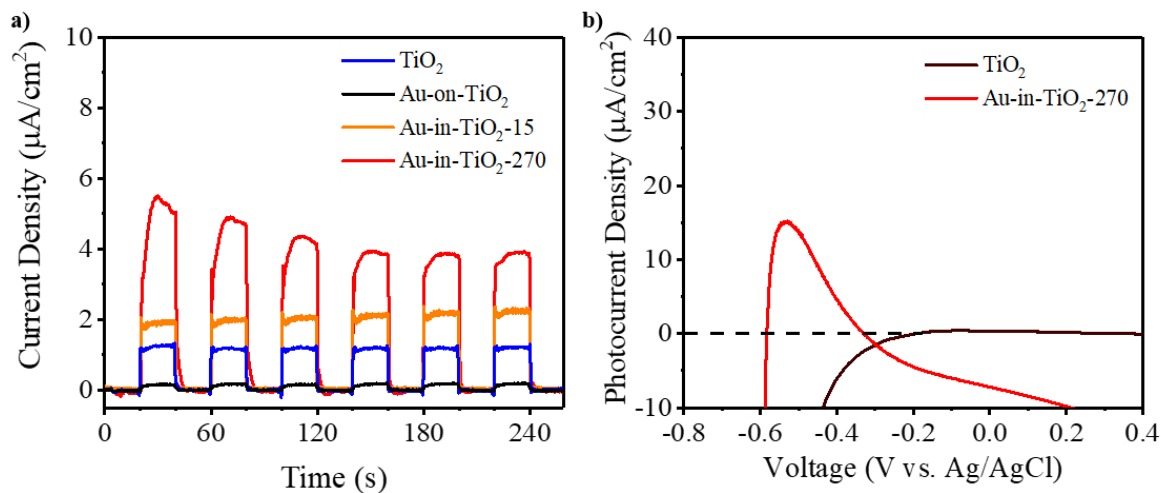 a)
Current Density (µA/cm²)
10
8
6
4
2
0
TiO₂
Au-on-TiO₂
Au-in-TiO₂-15
Au-in-TiO₂-270
0 60 120 180 240
Time (s)
b)
Photocurrent Density (µA/cm²)
40
30
20
10
0
-10
TiO₂
Au-in-TiO₂-270
-0.8 -0.6 -0.4 -0.2 0.0 0.2 0.4
Voltage (V vs. Ag/AgCl)